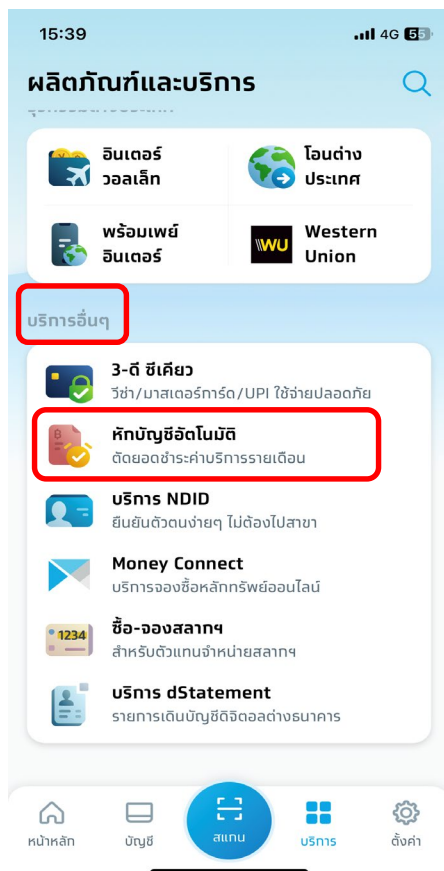 15:39
4G 55
ผลิตภัณฑ์และบริการ
อินเตอร์
วอลเล็ท
โอนต่าง
ประเทศ
พร้อมเพย์
อินเตอร์
WU
Western
Union
บริการอื่นๆ
3-ดี ซีเคียว
วีซ่า/มาสเตอร์การ์ด/UPI ใช้จ่ายปลอดภัย
หักบัญชีอัตโนมัติ
ตัดยอดชำระค่าบริการรายเดือน
บริการ NDID
ยืนยันตัวตนง่ายๆ ไม่ต้องไปสาขา
Money Connect
บริการจองซื้อหลักทรัพย์ออนไลน์
1234
ซื้อ-จองสลากฯ
สำหรับตัวแทนจำหน่ายสลากฯ
บริการ dStatement
รายการเดินบัญชีดิจิตอลต่างธนาคาร
หน้าหลัก
บัญชี
สแกน
บริการ
ตั้งค่า